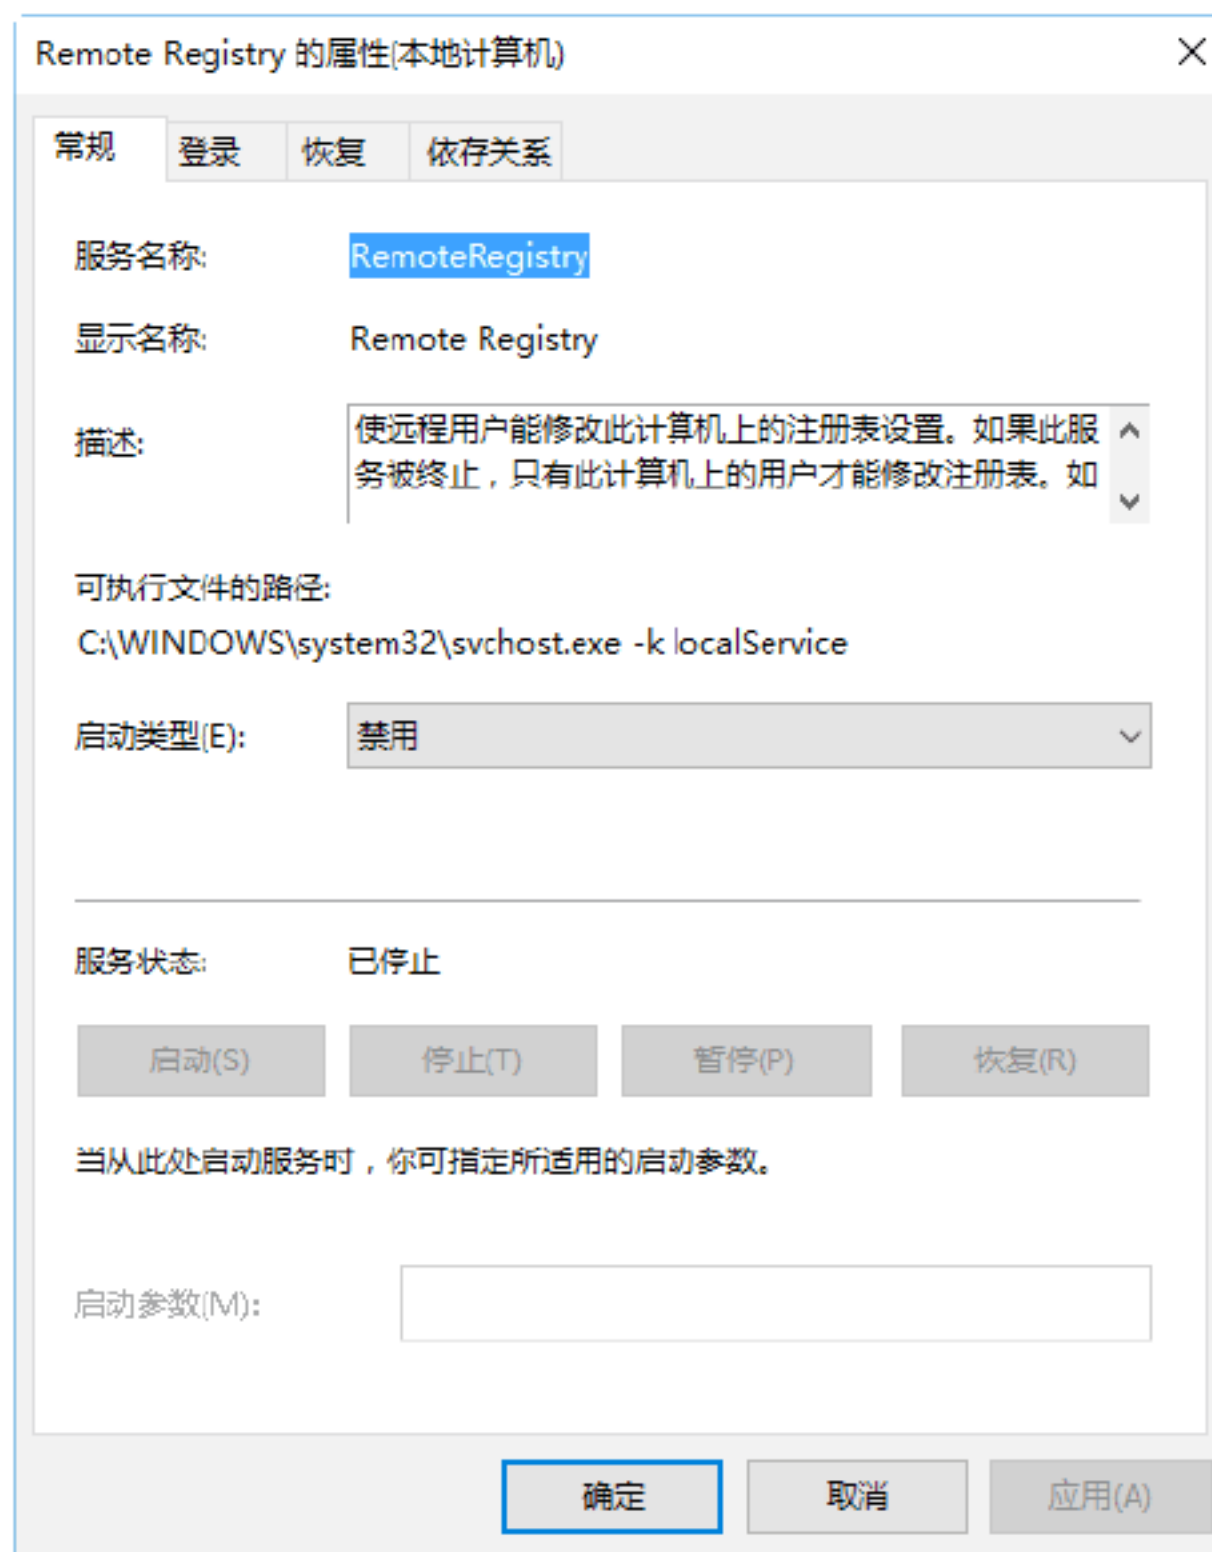 Remote Registry 的属性(本地计算机)
常规 登录 恢复 依存关系
服务名称: RemoteRegistry
显示名称: Remote Registry
描述: 使远程用户能修改此计算机上的注册表设置。如果此服
务被终止，只有此计算机上的用户才能修改注册表。如
可执行文件的路径:
C:\WINDOWS\system32\svchost.exe -k localService
启动类型(E): 禁用
服务状态: 已停止
启动(S) 停止(T) 暂停(P) 恢复(R)
当从此处启动服务时，你可指定所适用的启动参数。
启动参数(M):
确定 取消 应用(A)